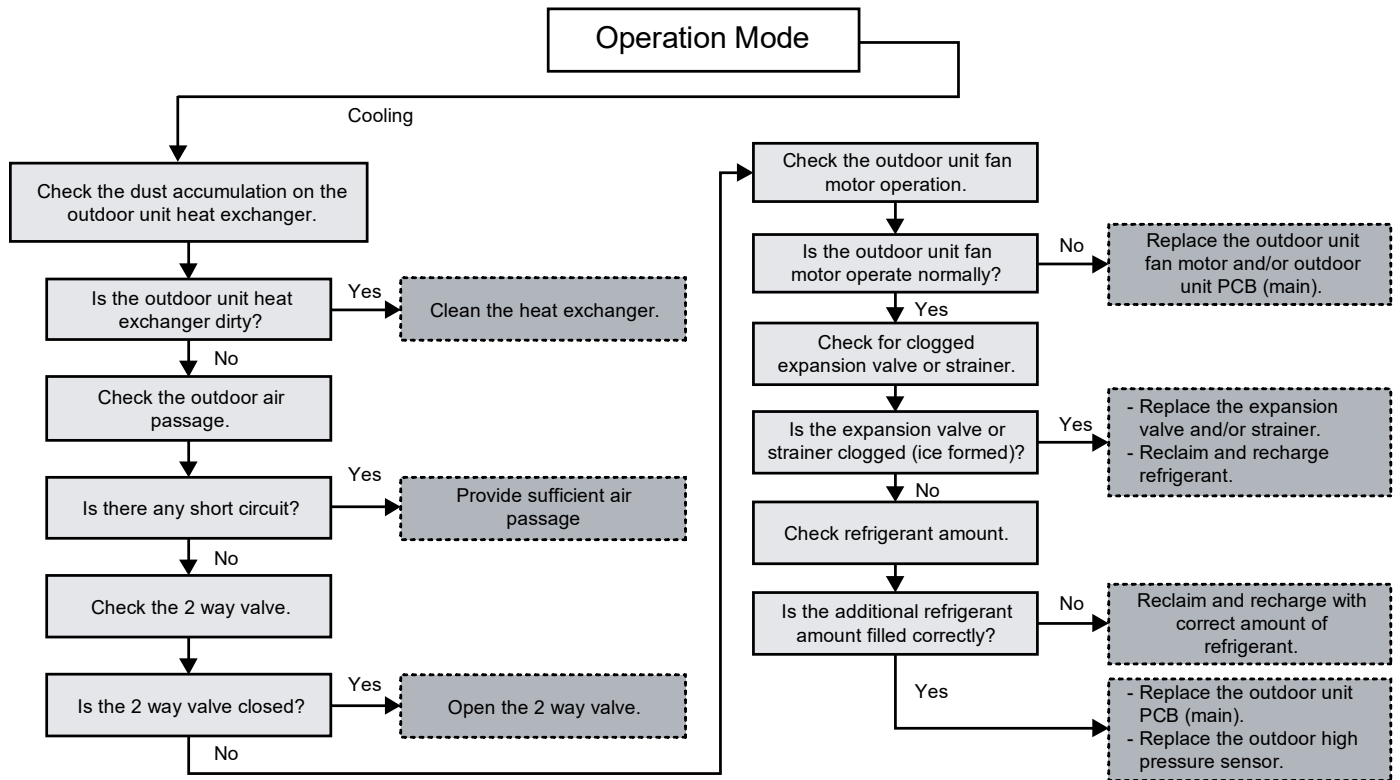 Operation Mode
Cooling
Check the dust accumulation on the
outdoor unit heat exchanger.
Is the outdoor unit heat
exchanger dirty?
Yes
Clean the heat exchanger.
No
Check the outdoor air
passage.
Is there any short circuit?
Yes
Provide sufficient air
passage
No
Check the 2 way valve.
Is the 2 way valve closed?
Yes
Open the 2 way valve.
No
Check the outdoor unit fan
motor operation.
Is the outdoor unit fan
motor operate normally?
No
Replace the outdoor unit
fan motor and/or outdoor
unit PCB (main).
Yes
Check for clogged
expansion valve or strainer.
Is the expansion valve or
strainer clogged (ice formed)?
Yes
- Replace the expansion
valve and/or strainer.
- Reclaim and recharge
refrigerant.
No
Check refrigerant amount.
Is the additional refrigerant
amount filled correctly?
No
Reclaim and recharge with
correct amount of
refrigerant.
Yes
- Replace the outdoor unit
PCB (main).
- Replace the outdoor high
pressure sensor.